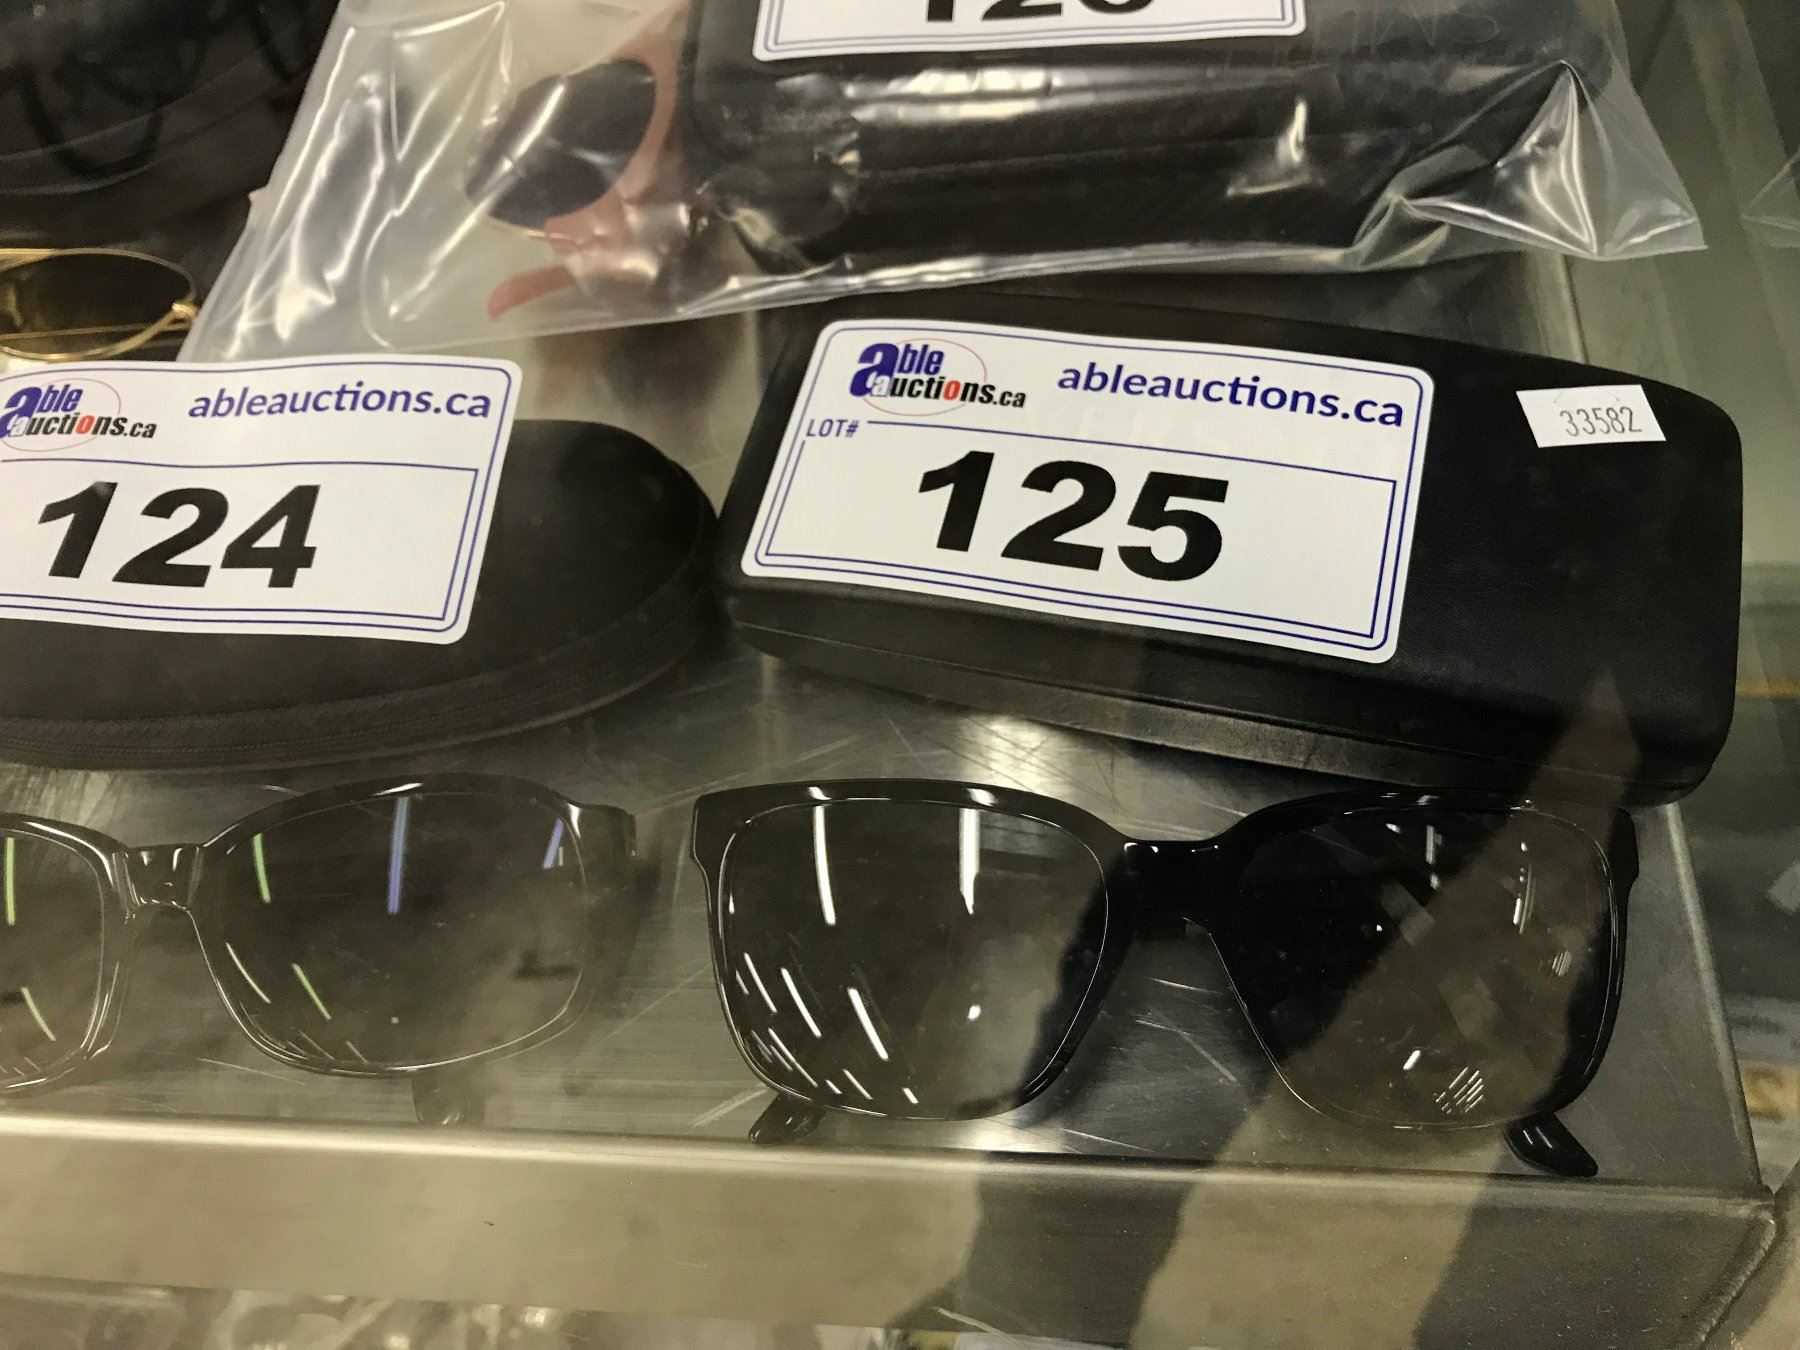 able auctions.ca
ableauctions.ca
124
able auctions.ca
ableauctions.ca
LOT#
125
33582